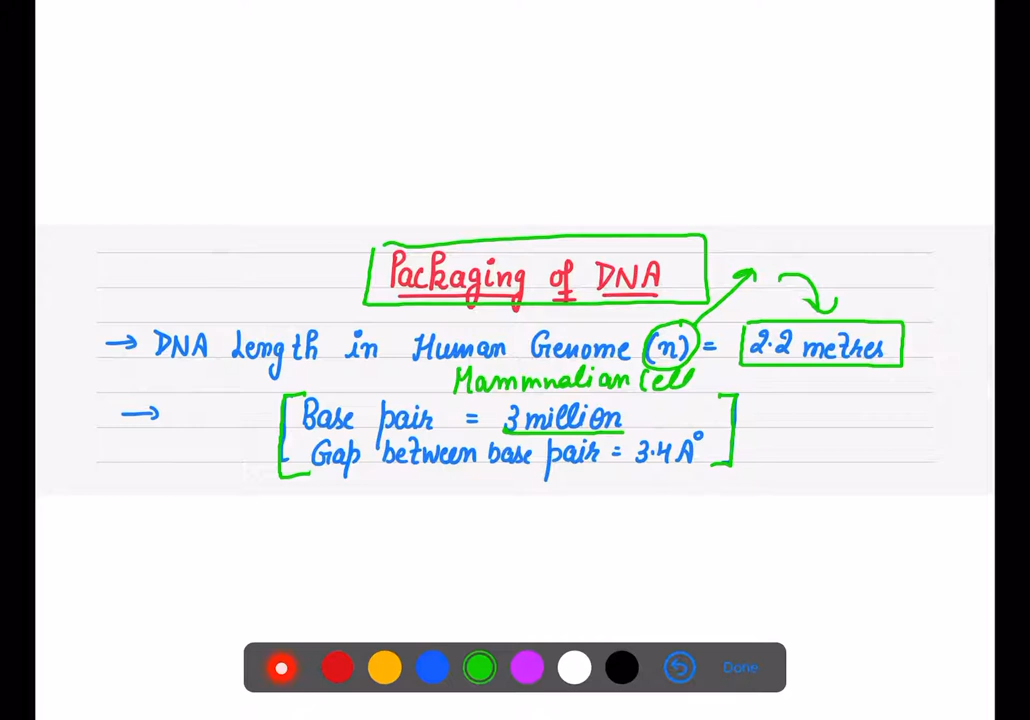 Packaging of DNA
→ DNA Length in Human Genome (n) = 2.2 metres
Mammnalian Cell
→ Base pair = 3 million
Gap between base pair = 3.4 A°
Done